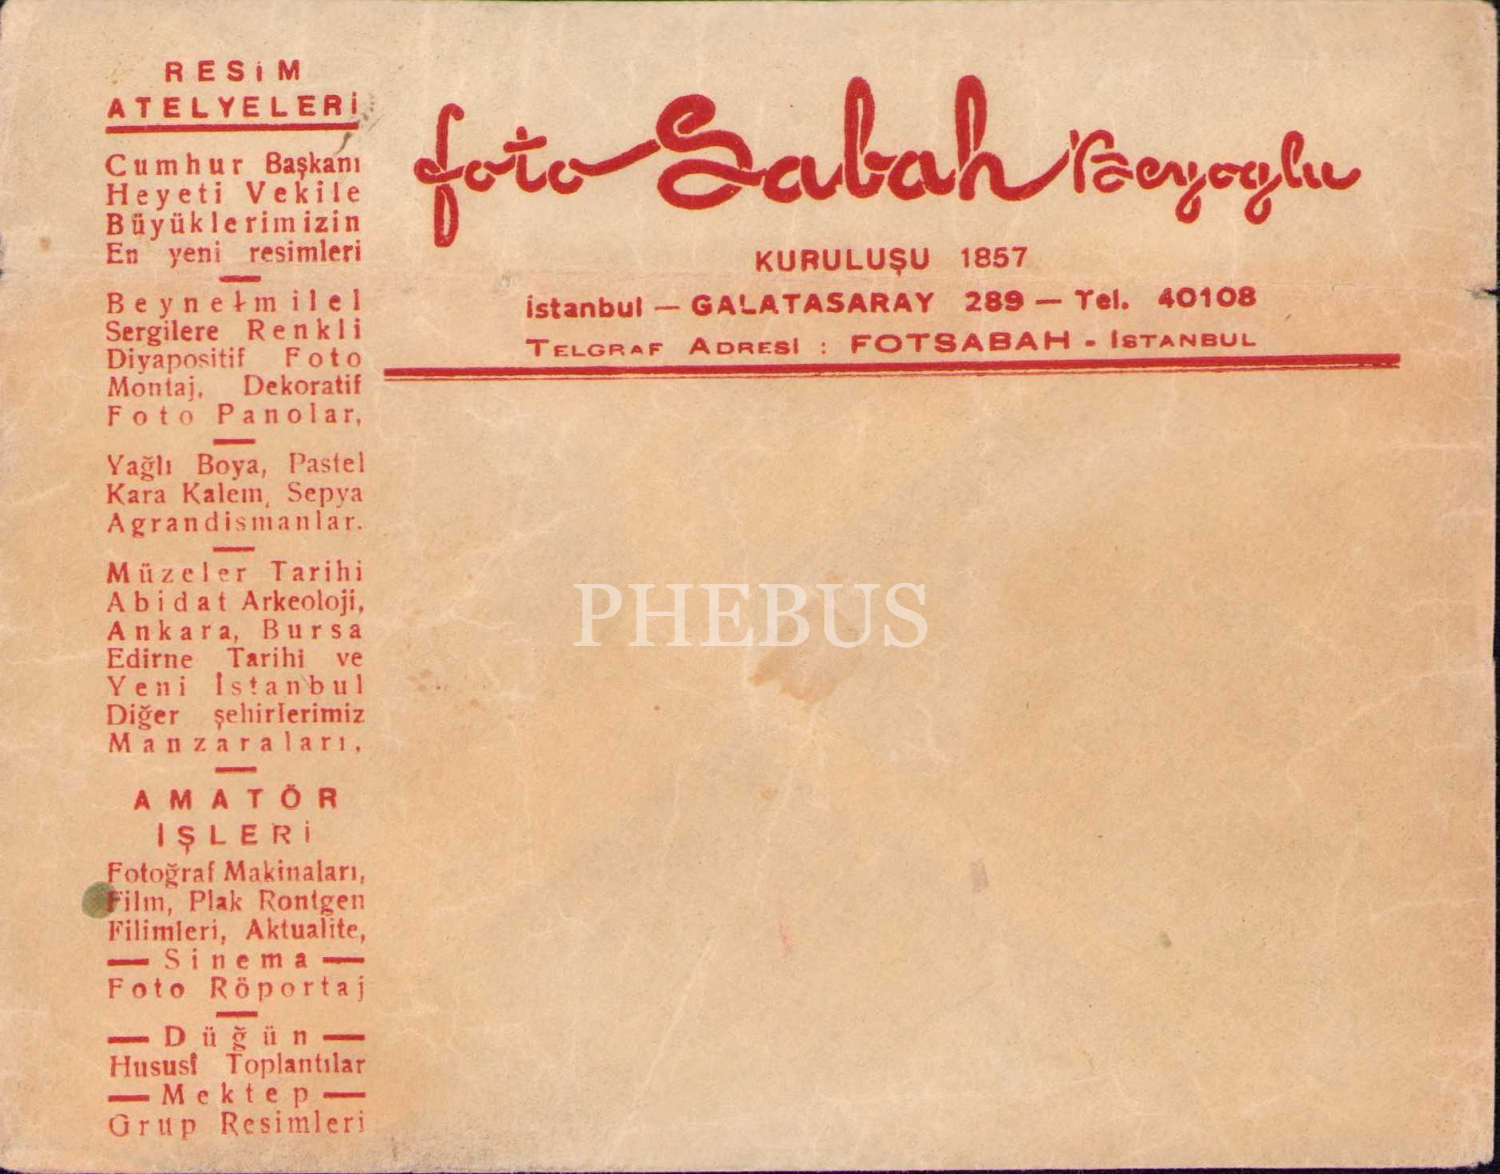 RESiM
ATELYELERi
Cumhur Başkanı
Heyeti Vekile
Büyüklerimizin
En yeni resimleri
Beynelmilel
Sergilere Renkli
Diyapositif Foto
Montaj, Dekoratif
Foto Panolar,
Yağlı Boya, Pastel
Kara Kalem, Sepya
Agrandismanlar.
Müzeler Tarihi
Abidat Arkeoloji,
Ankara, Bursa
Edirne Tarihi ve
Yeni İstanbul
Diğer şehirlerimiz
Manzaraları,
AMATÖR
İŞLERi
Fotoğraf Makinaları,
Film, Plak Rontgen
Filimleri, Aktualite,
— Sinema —
Foto Röportaj
— Düğün —
Hususî Toplantılar
— Mektep —
Grup Resimleri
foto Sabah Beyoglu
KURULUŞU 1857
istanbul — GALATASARAY 289 — Tel. 40108
TELGRAF ADRESİ : FOTSABAH - İSTANBUL
PHEBUS